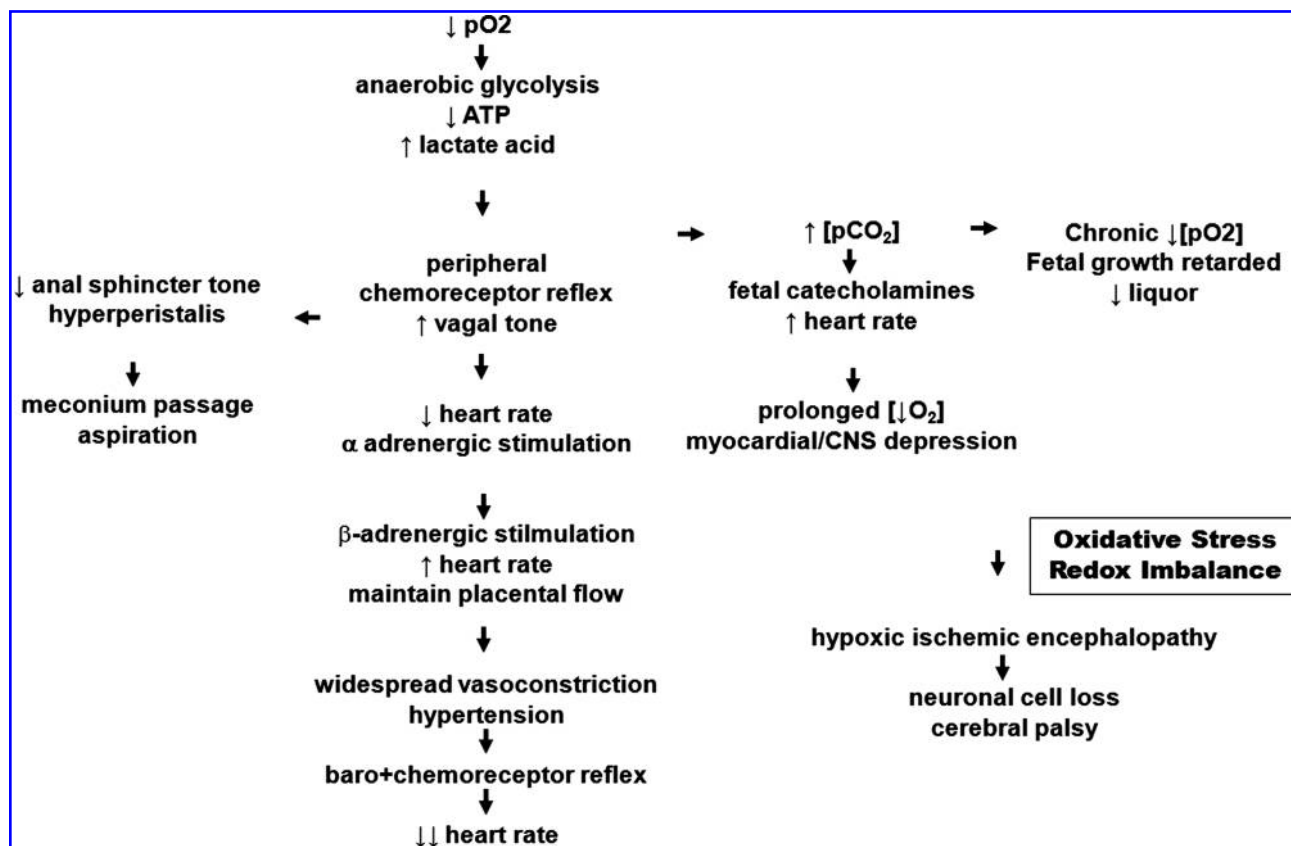 ↓ pO2
anaerobic glycolysis
↓ ATP
↑ lactate acid
peripheral
chemoreceptor reflex
↑ vagal tone
↓ anal sphincter tone
hyperperistalis
meconium passage
aspiration
↑ [pCO₂]
fetal catecholamines
↑ heart rate
prolonged [↓O₂]
myocardial/CNS depression
Chronic ↓[pO2]
Fetal growth retarded
↓ liquor
↓ heart rate
α adrenergic stimulation
β-adrenergic stilmulation
↑ heart rate
maintain placental flow
widespread vasoconstriction
hypertension
baro+chemoreceptor reflex
↓↓ heart rate
Oxidative Stress
Redox Imbalance
hypoxic ischemic encephalopathy
neuronal cell loss
cerebral palsy